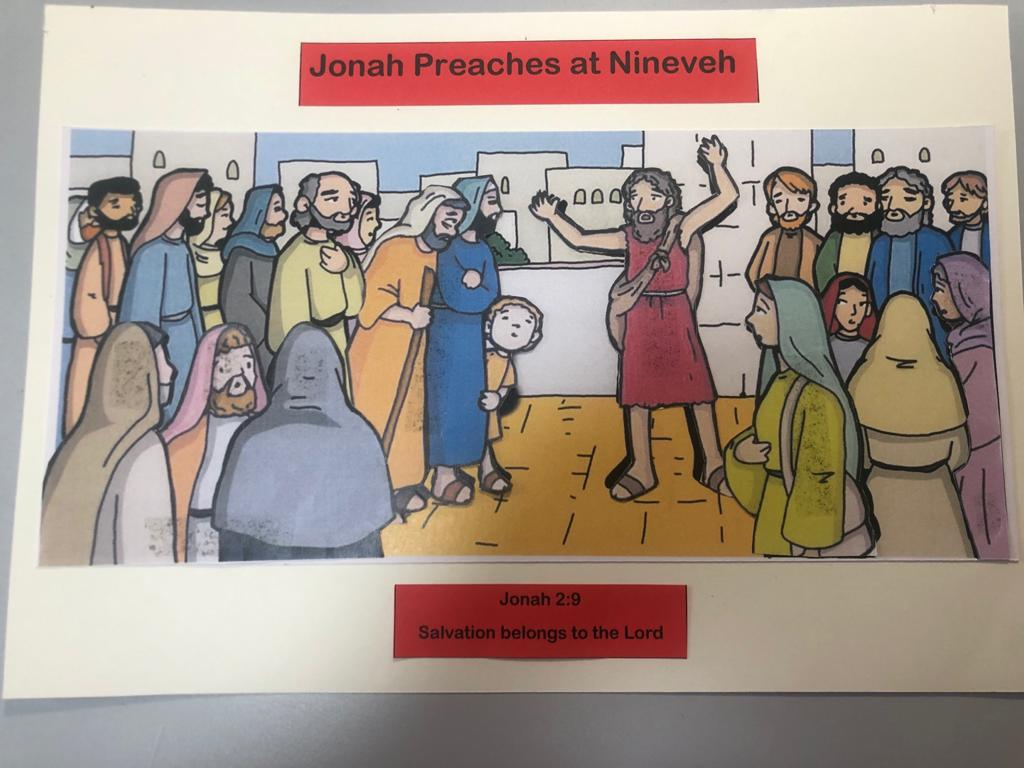 Jonah Preaches at Nineveh
Jonah 2:9
Salvation belongs to the Lord